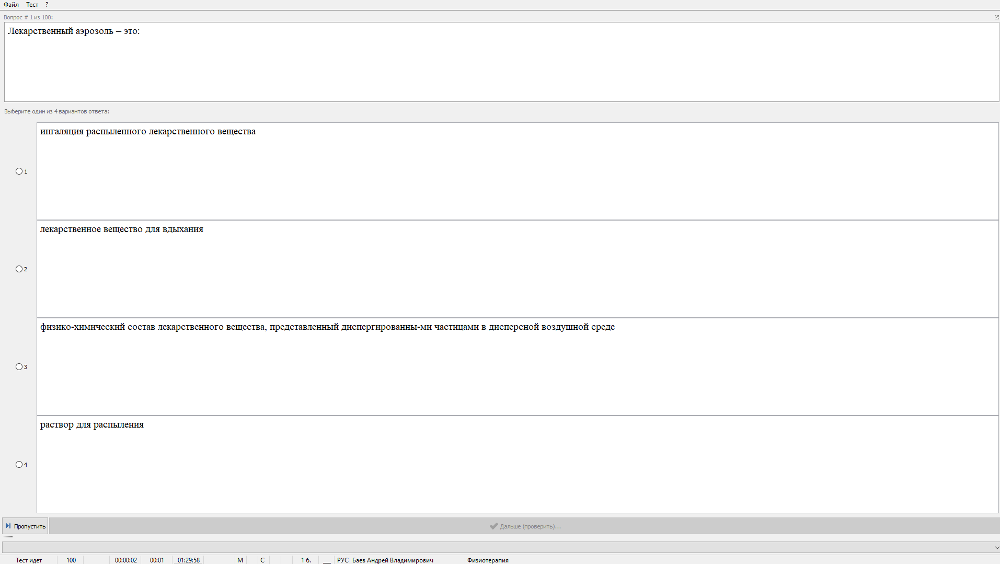 Файл Тест ?
Вопрос # 1 из 100:
Лекарственный аэрозоль – это:
Выберите один из 4 вариантов ответа:
ингаляция распыленного лекарственного вещества
1
лекарственное вещество для вдыхания
2
физико-химический состав лекарственного вещества, представленный диспергированны-ми частицами в дисперсной воздушной среде
3
раствор для распыления
4
Пропустить Дальше (проверить)...
Тест идет 100 00:00:02 00:01 01:29:58 М С 1 б. __ РУС Баев Андрей Владимирович Физиотерапия